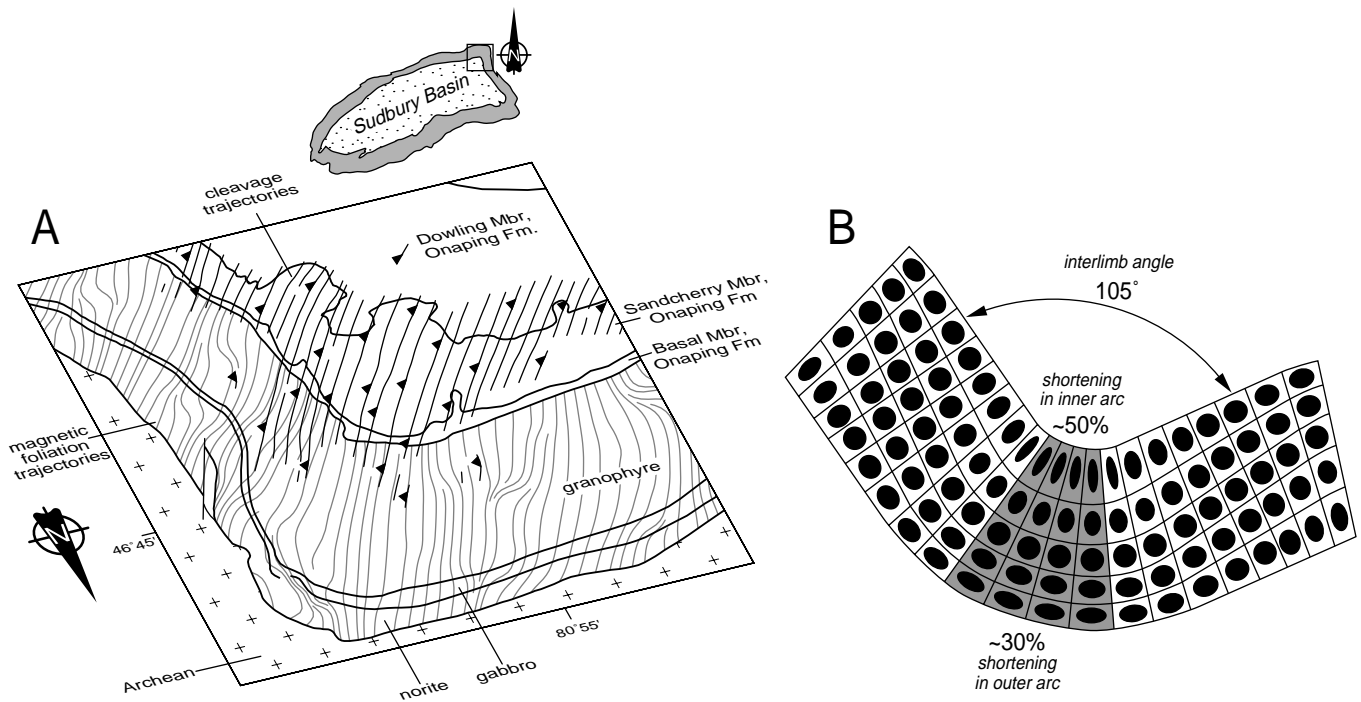 N
Sudbury Basin
A
cleavage
trajectories
Dowling Mbr,
Onaping Fm.
Sandcherry Mbr,
Onaping Fm
Basal Mbr,
Onaping Fm
magnetic
foliation
trajectories
granophyre
N
46˚45'
80˚55'
Archean
norite
gabbro
B
interlimb angle
105˚
shortening
in inner arc
~50%
~30%
shortening
in outer arc